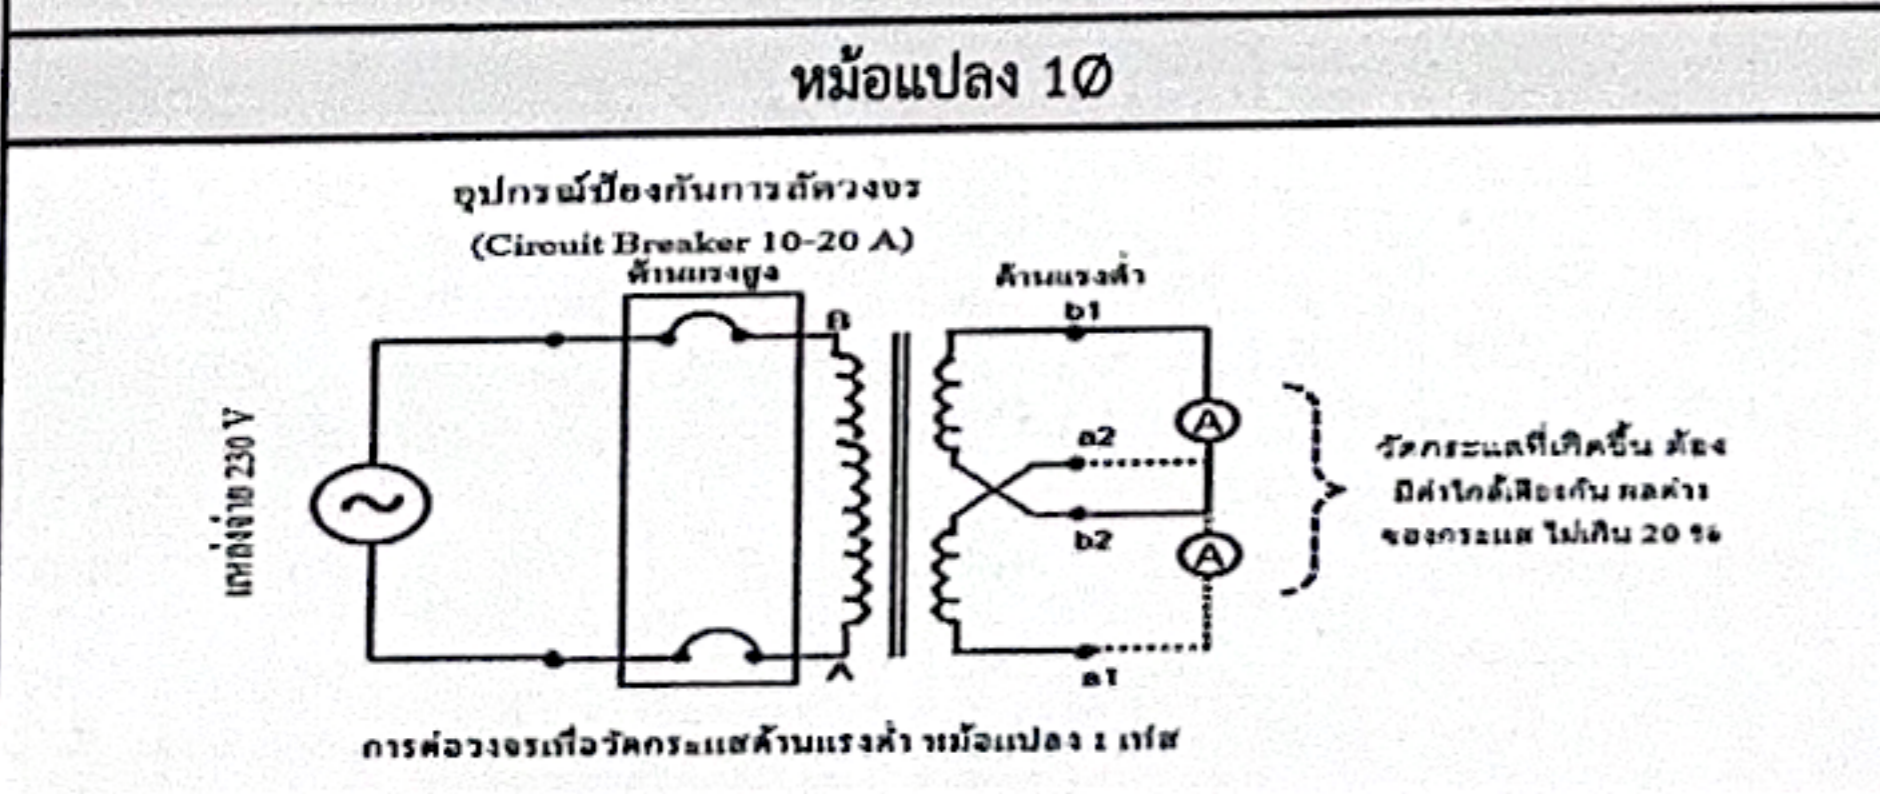 หม้อแปลง 1Ø
อุปกรณ์ป้องกันการลัดวงจร
(Circuit Breaker 10-20 A)
ด้านแรงสูง
ด้านแรงต่ำ
b1
B
A
a2
แหล่งจ่าย 230 V
วัดกระแสที่เกิดขึ้น ต้อง
มีค่าใกล้เคียงกัน ผลต่าง
ของกระแส ไม่เกิน 20 %
b2
A
A
a1
การต่อวงจรเพื่อวัดกระแสด้านแรงต่ำ หม้อแปลง 1 เฟส